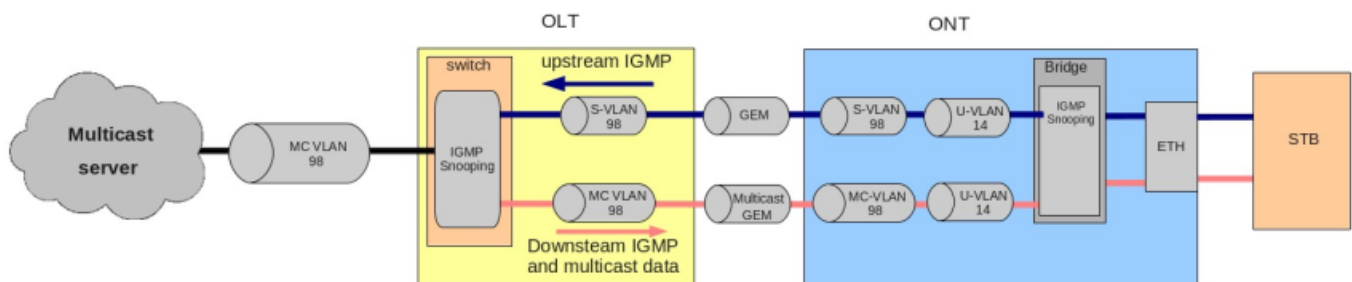 OLT
ONT
switch
upstream IGMP
Bridge
Multicast
server
MC VLAN
98
IGMP
Snooping
S-VLAN
98
GEM
S-VLAN
98
U-VLAN
14
IGMP
Snooping
ETH
STB
MC VLAN
98
Multicast
GEM
MC-VLAN
98
U-VLAN
14
Downsteam IGMP
and multicast data